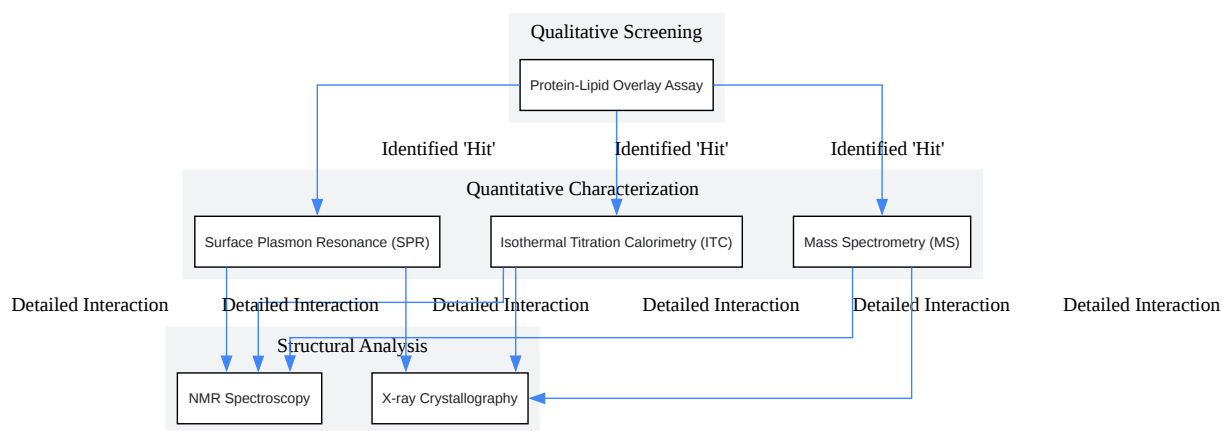 Qualitative Screening
Protein-Lipid Overlay Assay
Identified 'Hit'
Identified 'Hit'
Identified 'Hit'
Quantitative Characterization
Surface Plasmon Resonance (SPR)
Isothermal Titration Calorimetry (ITC)
Mass Spectrometry (MS)
Detailed Interaction
Detailed Interaction
Detailed Interaction
Detailed Interaction
Detailed Interaction
Detailed Interaction
Structural Analysis
NMR Spectroscopy
X-ray Crystallography